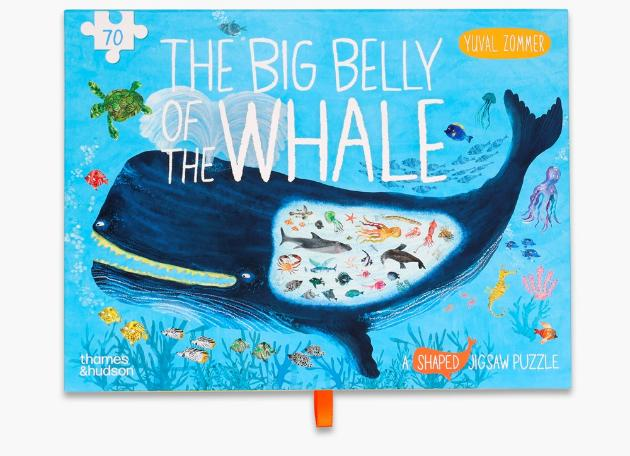 70
YUVAL ZOMMER
THE BIG BELLY
OF
THE WHALE
thames
&hudson
A SHAPED JIGSAW PUZZLE